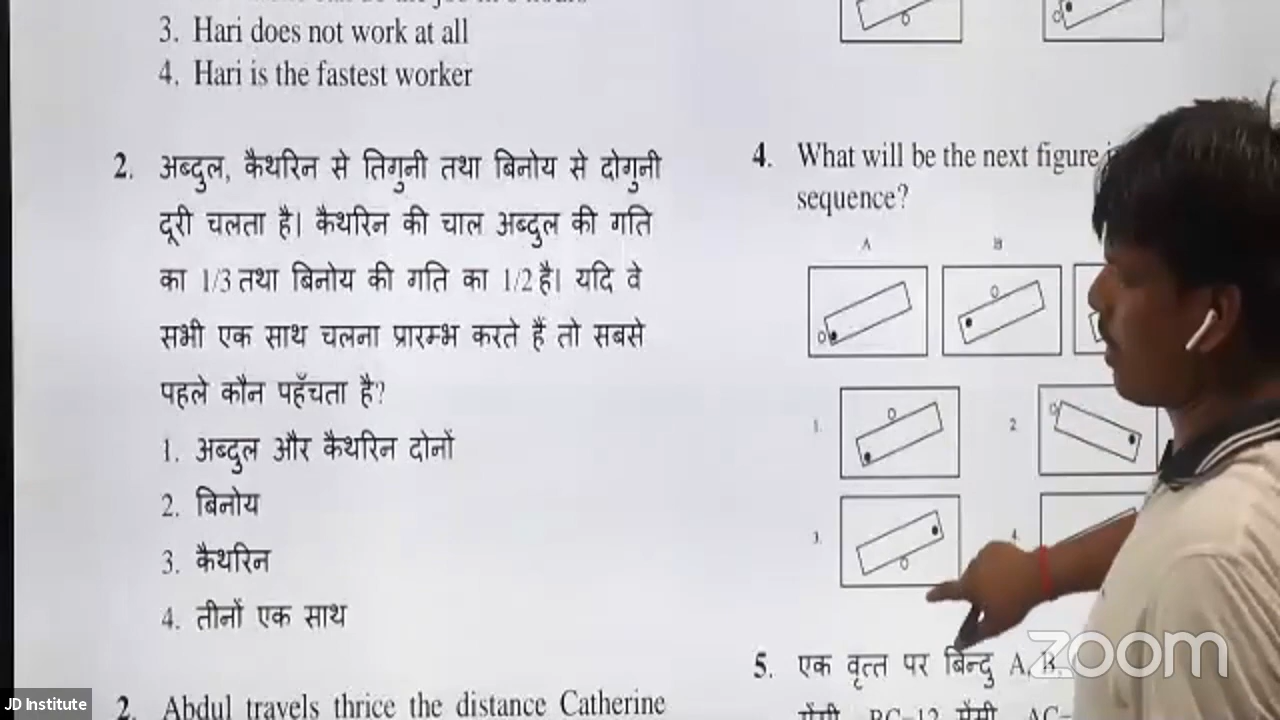 3. Hari does not work at all
4. Hari is the fastest worker
2. अब्दुल, कैथरिन से तिगुनी तथा बिनोय से दोगुनी
दूरी चलता है। कैथरिन की चाल अब्दुल की गति
का 1/3 तथा बिनोय की गति का 1/2 है। यदि वे
सभी एक साथ चलना प्रारम्भ करते हैं तो सबसे
पहले कौन पहुँचता है?
1. अब्दुल और कैथरिन दोनों
2. बिनोय
3. कैथरिन
4. तीनों एक साथ
2. Abdul travels thrice the distance Catherine
4. What will be the next figure
sequence?
A B
1. 2
3. 4.
5. एक वृत्त पर बिन्दु A, B,
zoom
JD Institute